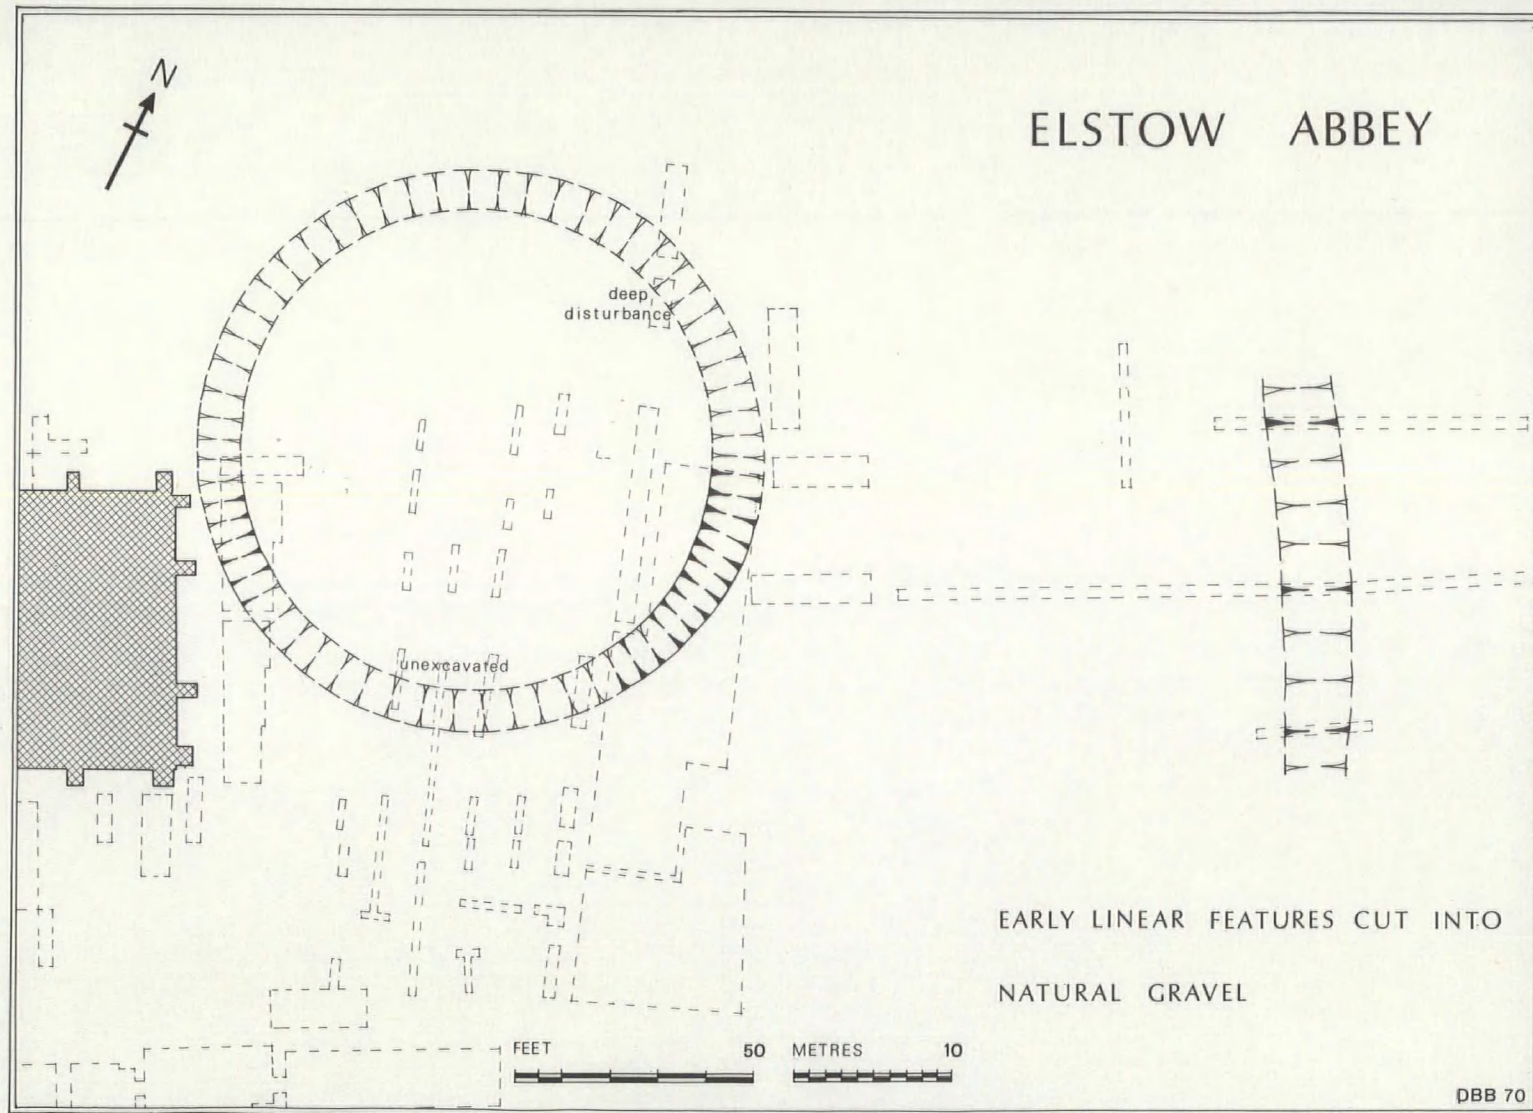 N
ELSTOW ABBEY
deep
disturbance
unexcavated
EARLY LINEAR FEATURES CUT INTO
NATURAL GRAVEL
FEET 50 METRES 10
DBB 70